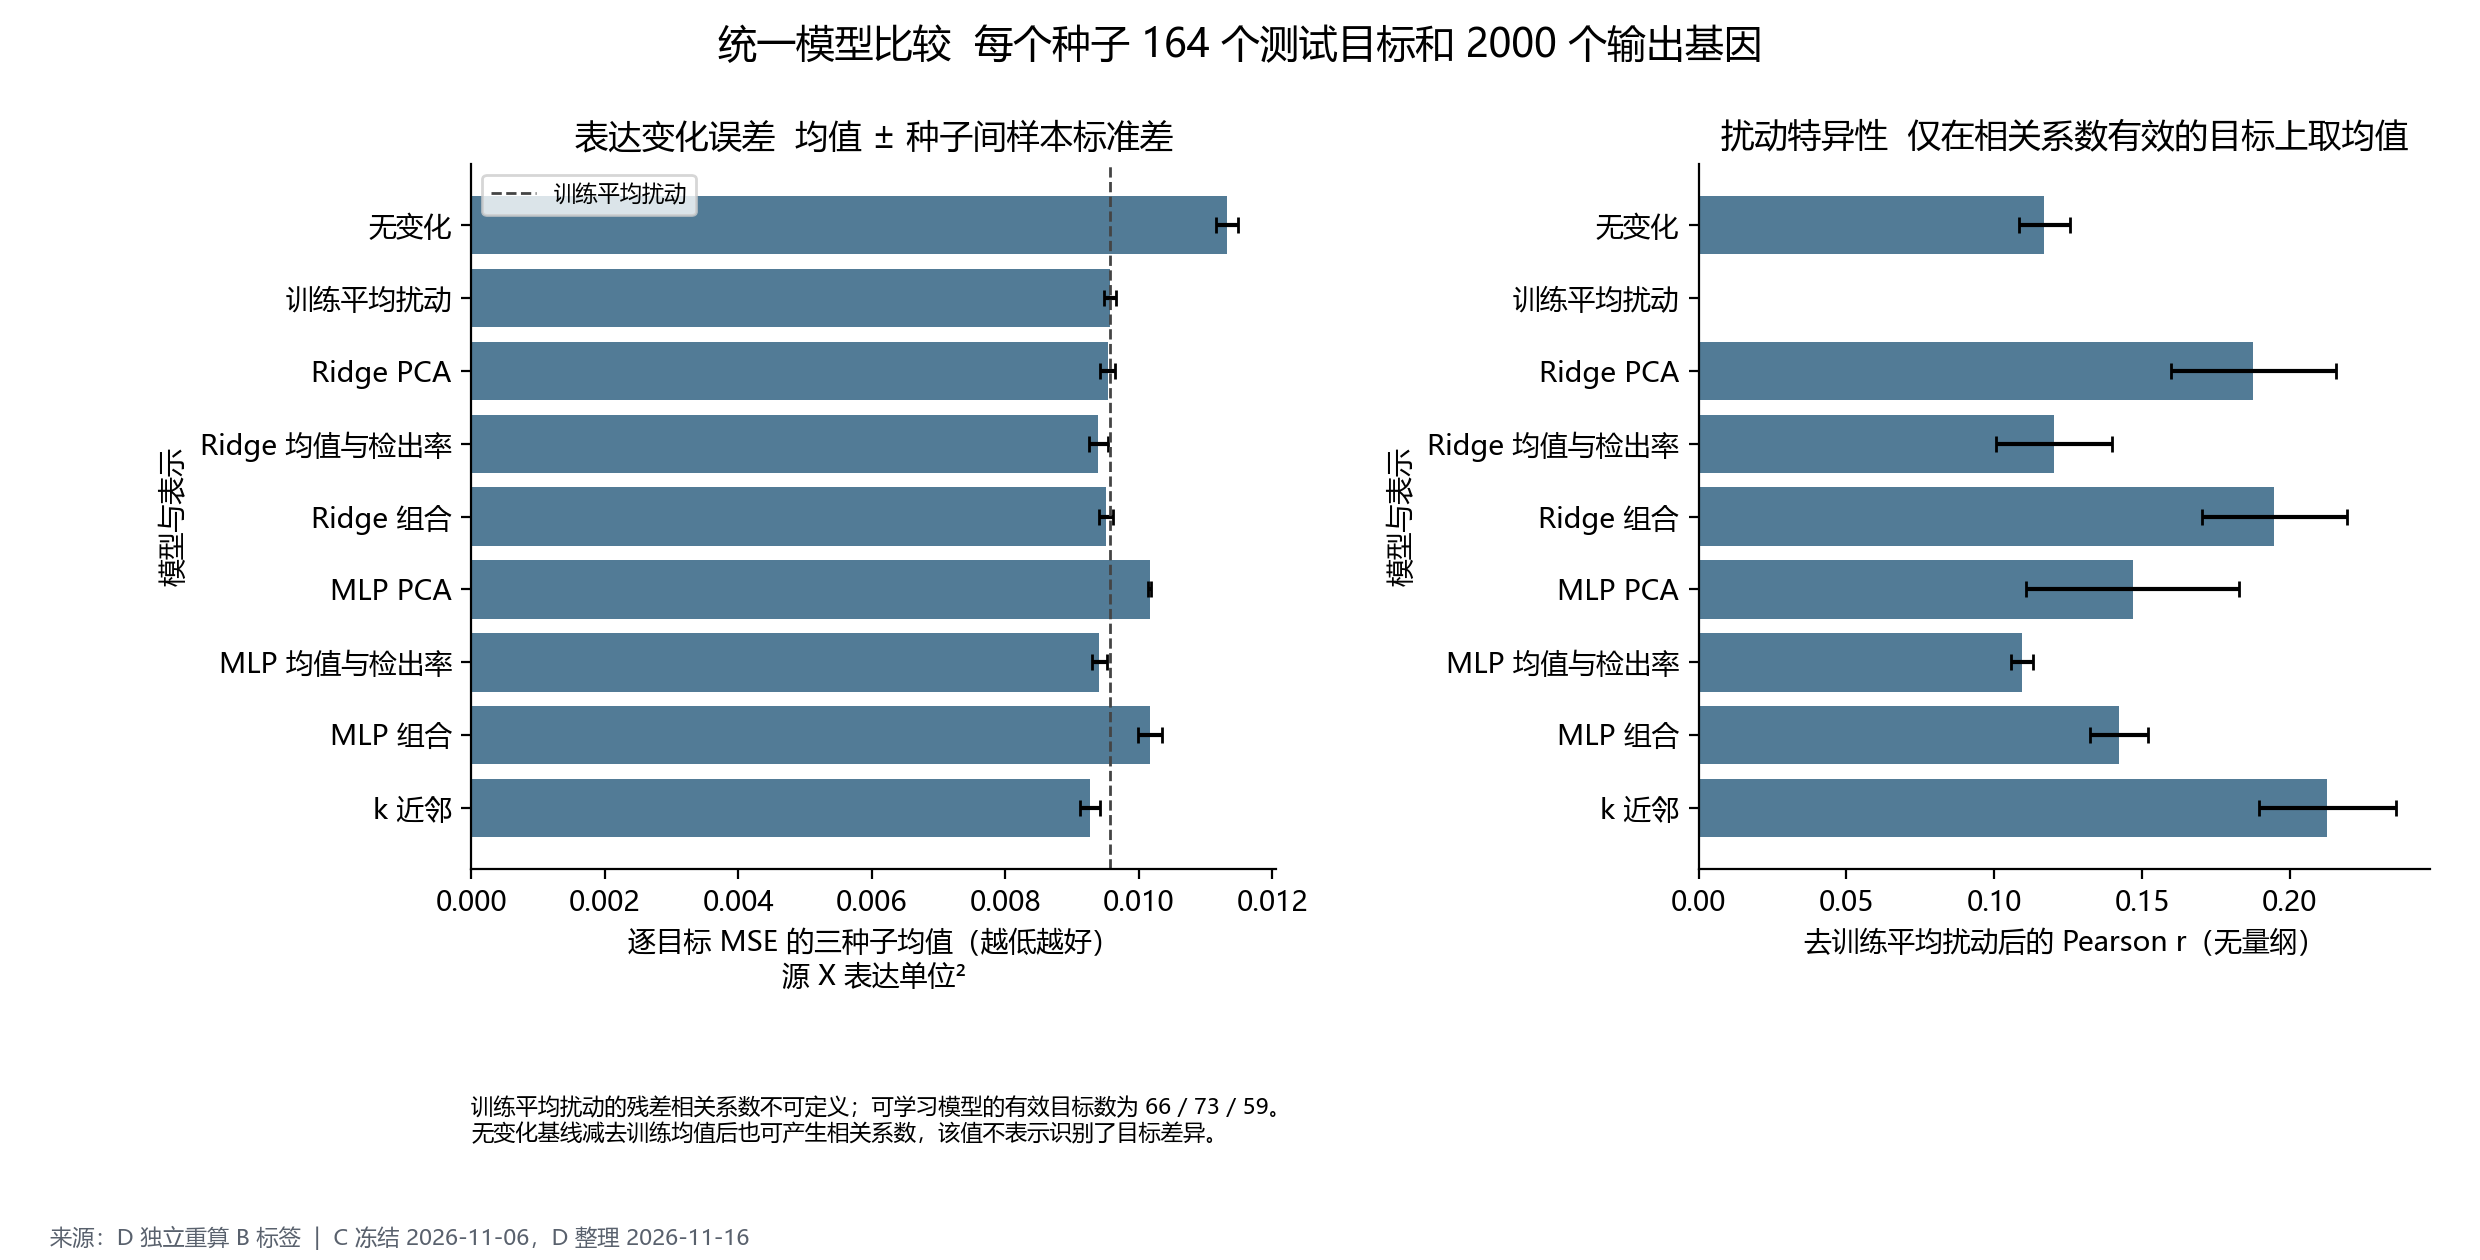 统一模型比较 每个种子 164 个测试目标和 2000 个输出基因
表达变化误差 均值 ± 种子间样本标准差
训练平均扰动
模型与表示
无变化
训练平均扰动
Ridge PCA
Ridge 均值与检出率
Ridge 组合
MLP PCA
MLP 均值与检出率
MLP 组合
k 近邻
0.000 0.002 0.004 0.006 0.008 0.010 0.012
逐目标 MSE 的三种子均值（越低越好）
源 X 表达单位²
扰动特异性 仅在相关系数有效的目标上取均值
模型与表示
无变化
训练平均扰动
Ridge PCA
Ridge 均值与检出率
Ridge 组合
MLP PCA
MLP 均值与检出率
MLP 组合
k 近邻
0.00 0.05 0.10 0.15 0.20
去训练平均扰动后的 Pearson r（无量纲）
训练平均扰动的残差相关系数不可定义；可学习模型的有效目标数为 66 / 73 / 59。
无变化基线减去训练均值后也可产生相关系数，该值不表示识别了目标差异。
来源：D 独立重算 B 标签 | C 冻结 2026-11-06，D 整理 2026-11-16